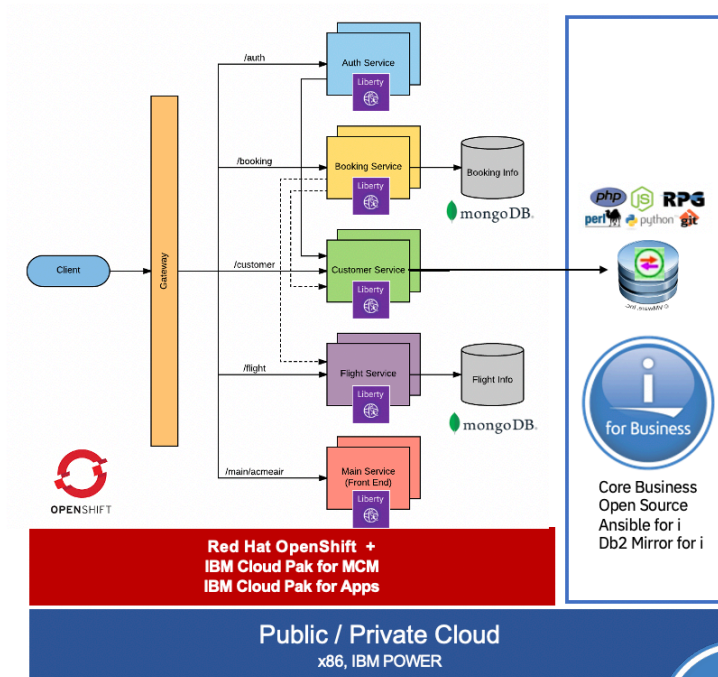 /auth
Auth Service
Liberty
/booking
Booking Service
Liberty
Booking Info
mongoDB.
Client
Gateway
/customer
Customer Service
Liberty
/flight
Flight Service
Liberty
Flight Info
mongoDB.
/main/acmeair
Main Service
(Front End)
Liberty
OPENSHIFT
php
JS
RPG
perl
python
git
i
for Business
Core Business
Open Source
Ansible for i
Db2 Mirror for i
Red Hat OpenShift +
IBM Cloud Pak for MCM
IBM Cloud Pak for Apps
Public / Private Cloud
x86, IBM POWER